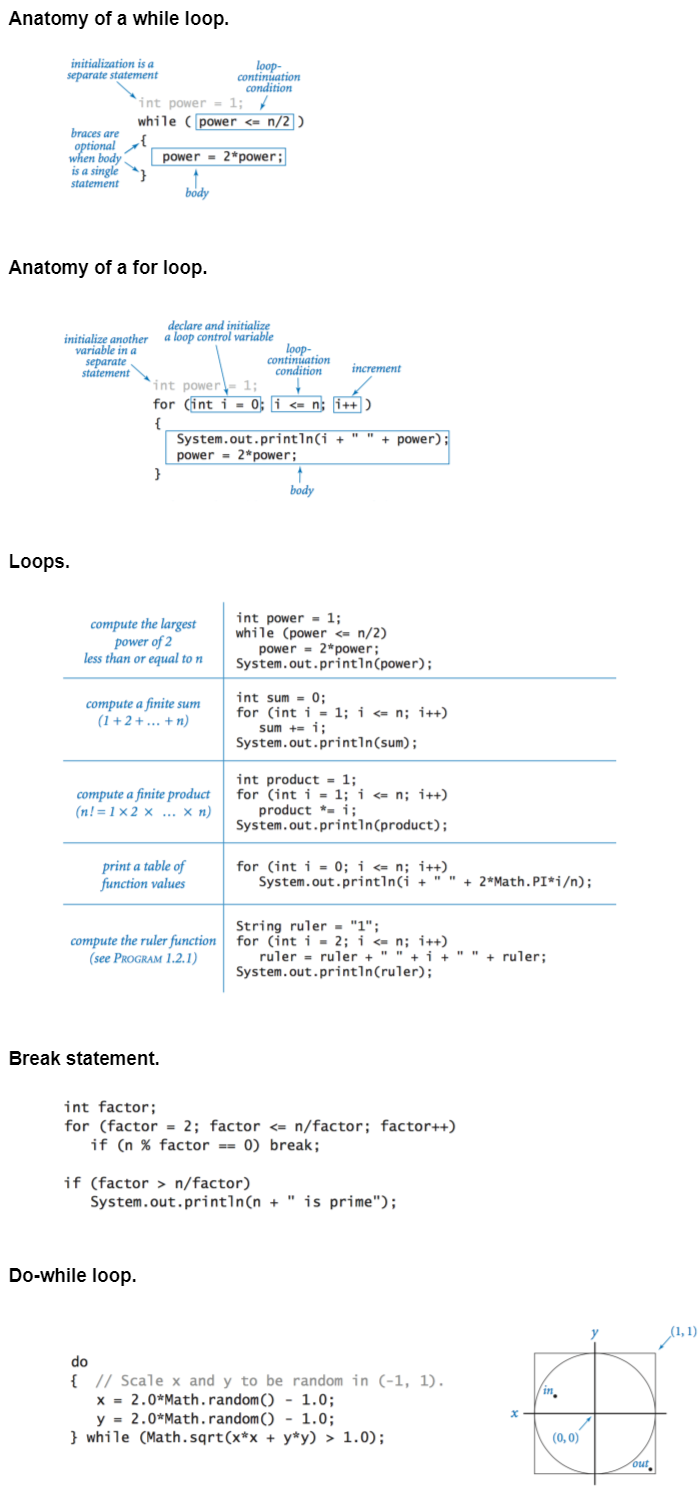 Anatomy of a while loop.
initialization is a
separate statement
loop-
continuation
condition
int power = 1;
while ( power <= n/2 )
braces are
optional
when body
is a single
statement
{
power = 2*power;
}
body
Anatomy of a for loop.
declare and initialize
a loop control variable
initialize another
variable in a
separate
statement
loop-
continuation
condition
increment
int power = 1;
for (int i = 0; i <= n; i++ )
{
System.out.println(i + " " + power);
power = 2*power;
}
body
Loops.
compute the largest
power of 2
less than or equal to n
int power = 1;
while (power <= n/2)
power = 2*power;
System.out.println(power);
compute a finite sum
(1 + 2 + ... + n)
int sum = 0;
for (int i = 1; i <= n; i++)
sum += i;
System.out.println(sum);
compute a finite product
(n! = 1 × 2 × ... × n)
int product = 1;
for (int i = 1; i <= n; i++)
product *= i;
System.out.println(product);
print a table of
function values
for (int i = 0; i <= n; i++)
System.out.println(i + " " + 2*Math.PI*i/n);
compute the ruler function
(see PROGRAM 1.2.1)
String ruler = "1";
for (int i = 2; i <= n; i++)
ruler = ruler + " " + i + " " + ruler;
System.out.println(ruler);
Break statement.
int factor;
for (factor = 2; factor <= n/factor; factor++)
if (n % factor == 0) break;
if (factor > n/factor)
System.out.println(n + " is prime");
Do-while loop.
do
{ // Scale x and y to be random in (-1, 1).
x = 2.0*Math.random() - 1.0;
y = 2.0*Math.random() - 1.0;
} while (Math.sqrt(x*x + y*y) > 1.0);
y
(1, 1)
in
x
(0, 0)
out